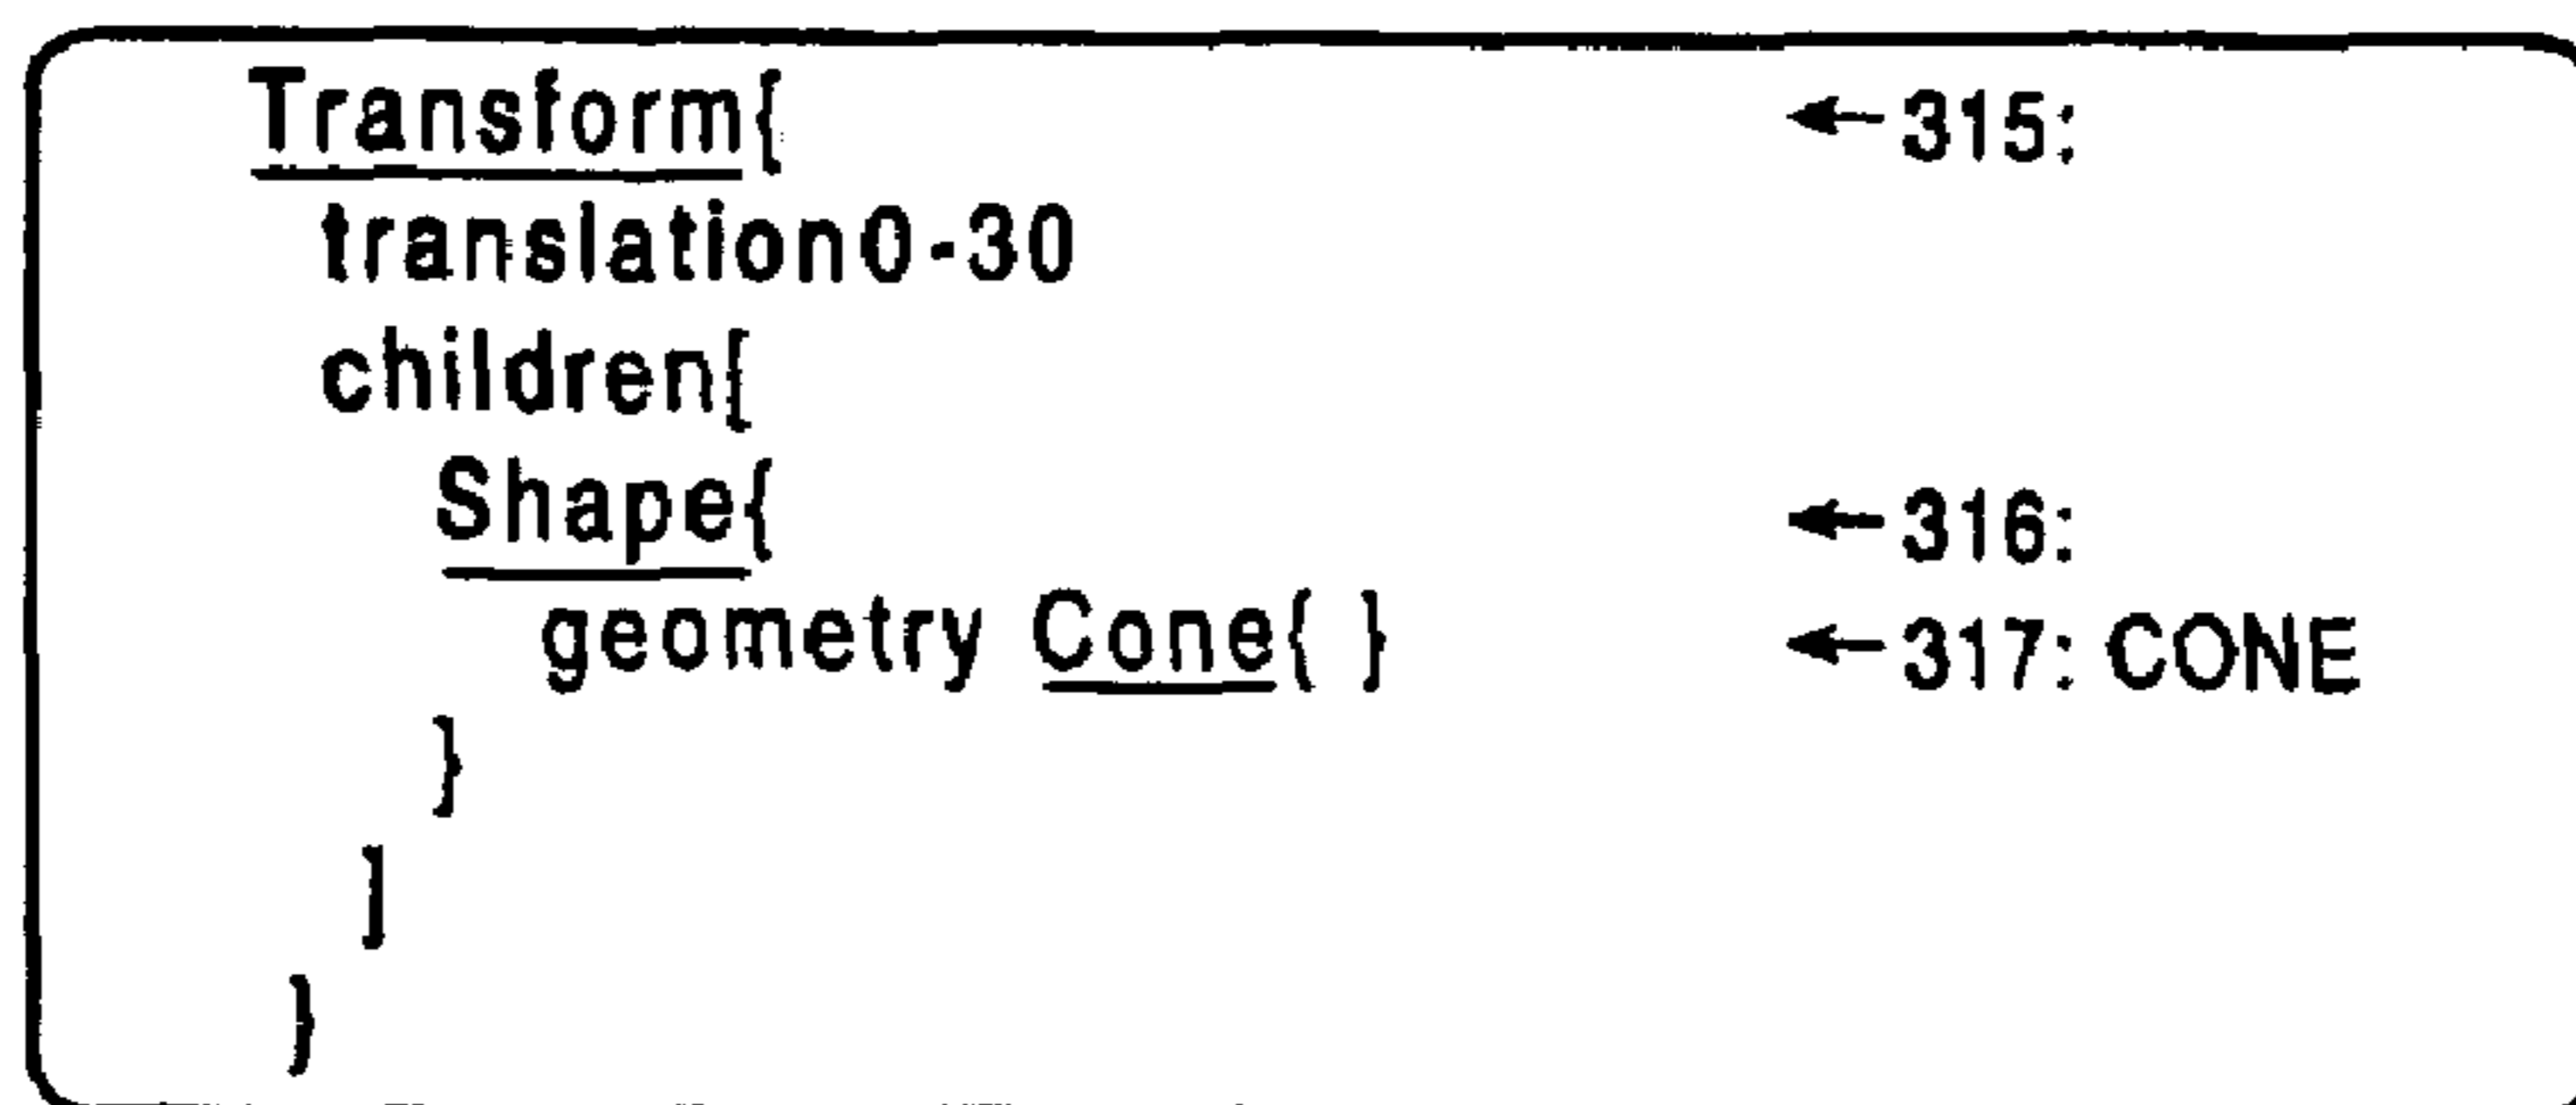 Transform{ ←315:
translation0-30
children[
Shape{ ←316:
geometry Cone{ } ←317: CONE
}
]
}